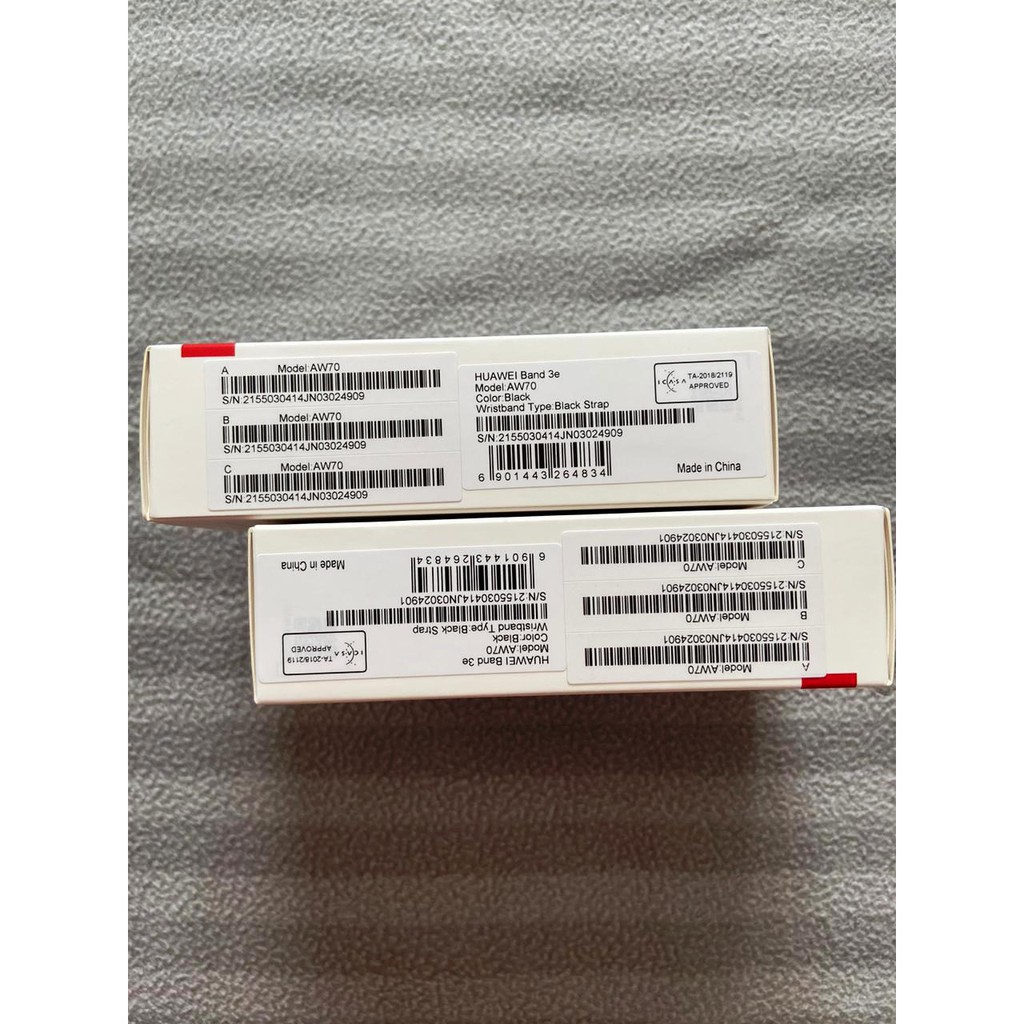 A Model:AW70
S/N:2155030414JN03024909
B Model:AW70
S/N:2155030414JN03024909
C Model:AW70
S/N:2155030414JN03024909
HUAWEI Band 3e
Model:AW70
Color:Black
Wristband Type:Black Strap
S/N:2155030414JN03024909
6 901443 264834
ICASA
TA-2018/2119
APPROVED
Made in China
A Model:AW70
S/N:2155030414JN03024901
B Model:AW70
S/N:2155030414JN03024901
C Model:AW70
S/N:2155030414JN03024901
HUAWEI Band 3e
Model:AW70
Color:Black
Wristband Type:Black Strap
S/N:2155030414JN03024901
6 901443 264834
ICASA
TA-2018/2119
APPROVED
Made in China